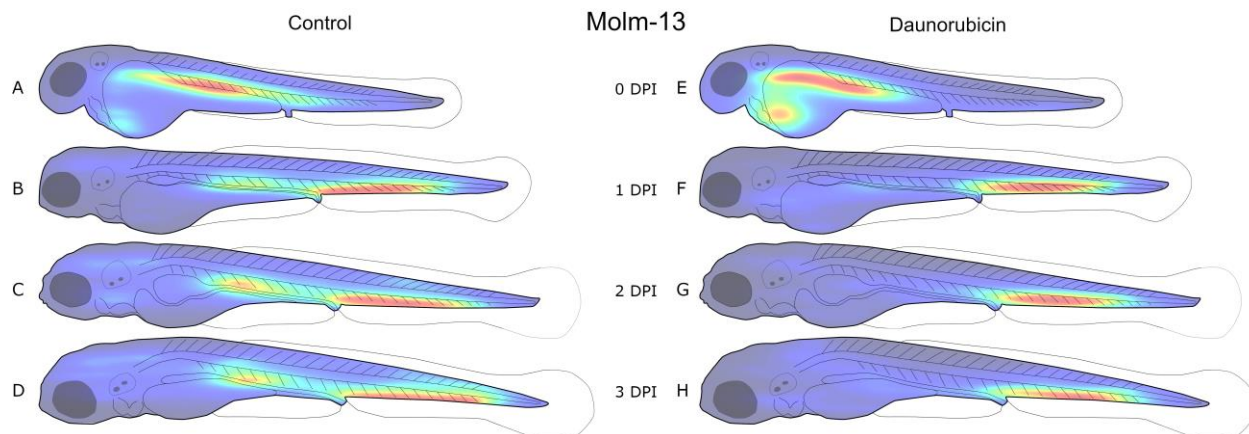 Control Molm-13 Daunorubicin
A 0 DPI E
B 1 DPI F
C 2 DPI G
D 3 DPI H